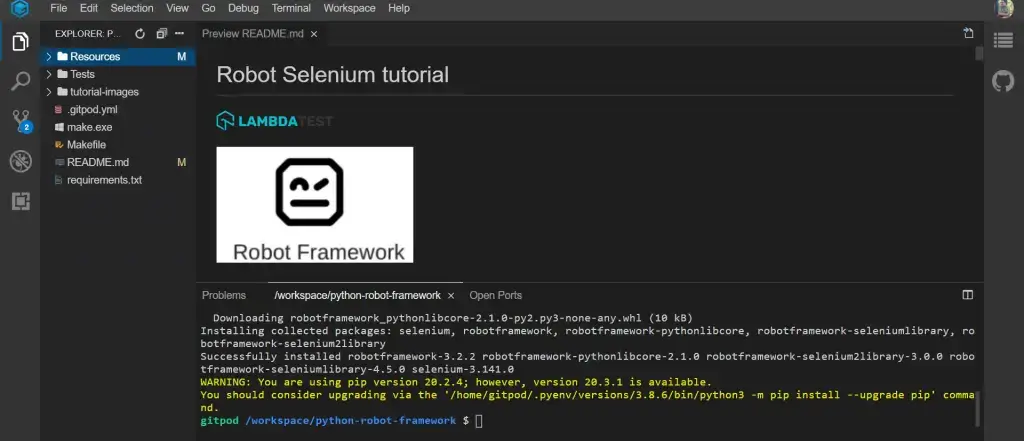 File Edit Selection View Go Debug Terminal Workspace Help
EXPLORER: P...
Preview README.md
Resources M
Tests
tutorial-images
.gitpod.yml
make.exe
Makefile
README.md M
requirements.txt
2
Robot Selenium tutorial
LAMBDATEST
Robot Framework
Problems /workspace/python-robot-framework Open Ports
Downloading robotframework_pythonlibcore-2.1.0-py2.py3-none-any.whl (10 kB)
Installing collected packages: selenium, robotframework, robotframework-pythonlibcore, robotframework-seleniumlibrary, ro
botframework-selenium2library
Successfully installed robotframework-3.2.2 robotframework-pythonlibcore-2.1.0 robotframework-selenium2library-3.0.0 robo
tframework-seleniumlibrary-4.5.0 selenium-3.141.0
WARNING: You are using pip version 20.2.4; however, version 20.3.1 is available.
You should consider upgrading via the '/home/gitpod/.pyenv/versions/3.8.6/bin/python3 -m pip install --upgrade pip' comma
nd.
gitpod /workspace/python-robot-framework $